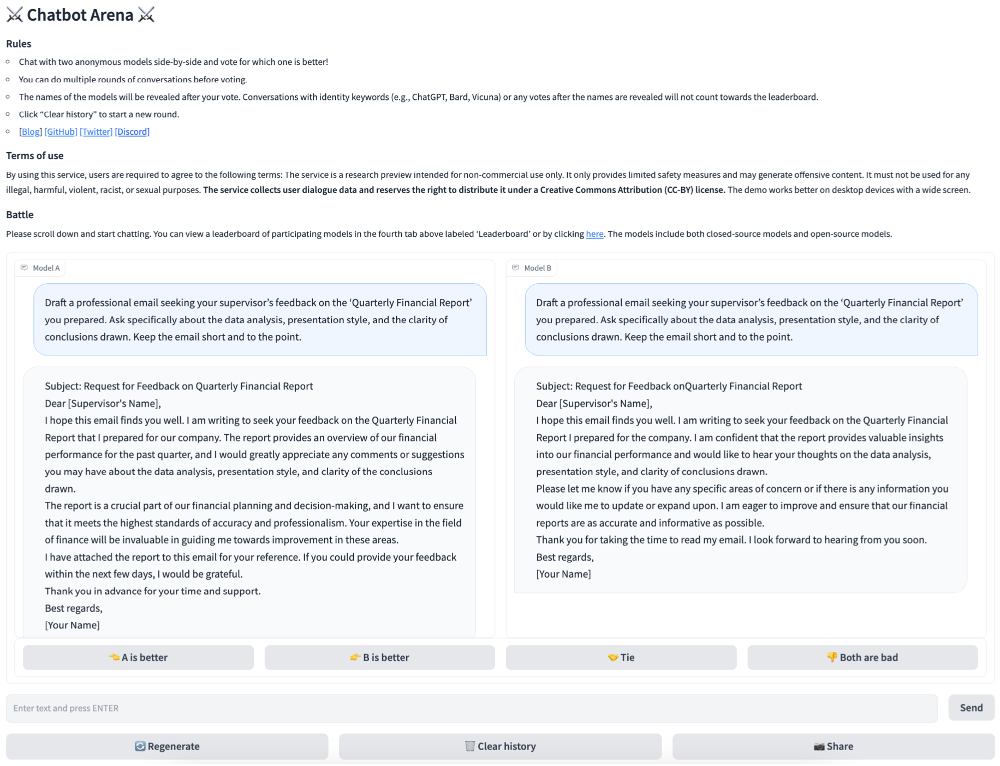 ⚔️ Chatbot Arena ⚔️
Rules
Chat with two anonymous models side-by-side and vote for which one is better!
You can do multiple rounds of conversations before voting.
The names of the models will be revealed after your vote. Conversations with identity keywords (e.g., ChatGPT, Bard, Vicuna) or any votes after the names are revealed will not count towards the leaderboard.
Click “Clear history” to start a new round.
[Blog] [GitHub] [Twitter] [Discord]
Terms of use
By using this service, users are required to agree to the following terms: The service is a research preview intended for non-commercial use only. It only provides limited safety measures and may generate offensive content. It must not be used for any
illegal, harmful, violent, racist, or sexual purposes. The service collects user dialogue data and reserves the right to distribute it under a Creative Commons Attribution (CC-BY) license. The demo works better on desktop devices with a wide screen.
Battle
Please scroll down and start chatting. You can view a leaderboard of participating models in the fourth tab above labeled ‘Leaderboard’ or by clicking here. The models include both closed-source models and open-source models.
Model A
Draft a professional email seeking your supervisor’s feedback on the ‘Quarterly Financial Report’
you prepared. Ask specifically about the data analysis, presentation style, and the clarity of
conclusions drawn. Keep the email short and to the point.
Subject: Request for Feedback on Quarterly Financial Report
Dear [Supervisor's Name],
I hope this email finds you well. I am writing to seek your feedback on the Quarterly Financial
Report that I prepared for our company. The report provides an overview of our financial
performance for the past quarter, and I would greatly appreciate any comments or suggestions
you may have about the data analysis, presentation style, and clarity of the conclusions
drawn.
The report is a crucial part of our financial planning and decision-making, and I want to ensure
that it meets the highest standards of accuracy and professionalism. Your expertise in the field
of finance will be invaluable in guiding me towards improvement in these areas.
I have attached the report to this email for your reference. If you could provide your feedback
within the next few days, I would be grateful.
Thank you in advance for your time and support.
Best regards,
[Your Name]
Model B
Draft a professional email seeking your supervisor’s feedback on the ‘Quarterly Financial Report’
you prepared. Ask specifically about the data analysis, presentation style, and the clarity of
conclusions drawn. Keep the email short and to the point.
Subject: Request for Feedback onQuarterly Financial Report
Dear [Supervisor's Name],
I hope this email finds you well. I am writing to seek your feedback on the Quarterly Financial
Report I prepared for the company. I am confident that the report provides valuable insights
into our financial performance and would like to hear your thoughts on the data analysis,
presentation style, and clarity of conclusions drawn.
Please let me know if you have any specific areas of concern or if there is any information you
would like me to update or expand upon. I am eager to improve and ensure that our financial
reports are as accurate and informative as possible.
Thank you for taking the time to read my email. I look forward to hearing from you soon.
Best regards,
[Your Name]
👈 A is better
👉 B is better
🤝 Tie
👎 Both are bad
Enter text and press ENTER
Send
🔄 Regenerate
🗑️ Clear history
📷 Share